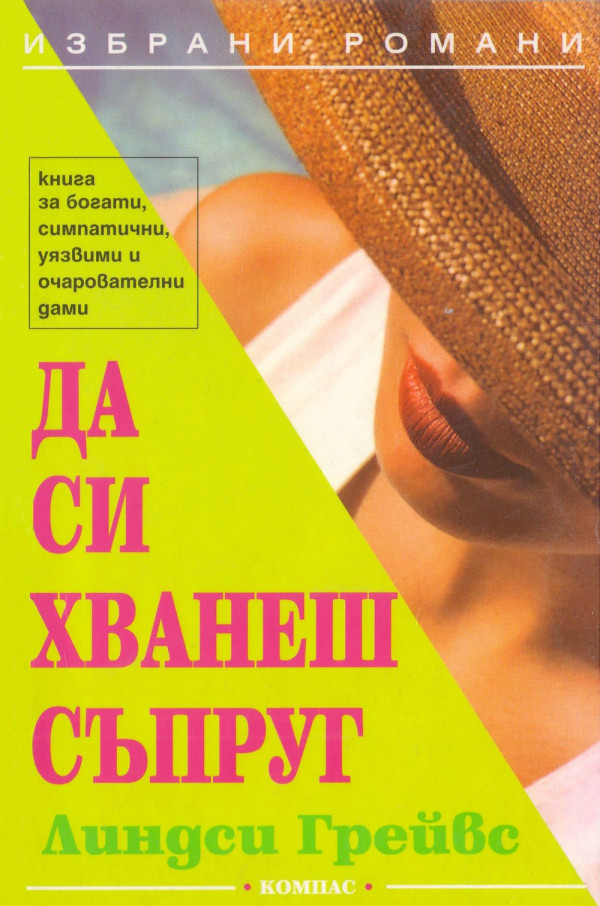 ИЗБРАНИ РОМАНИ
книга
за богати,
симпатични,
уязвими и
очарователни
дами
ДА
СИ
ХВАНЕШ
СЪПРУГ
Линдси Грейвс
• КОМПАС •